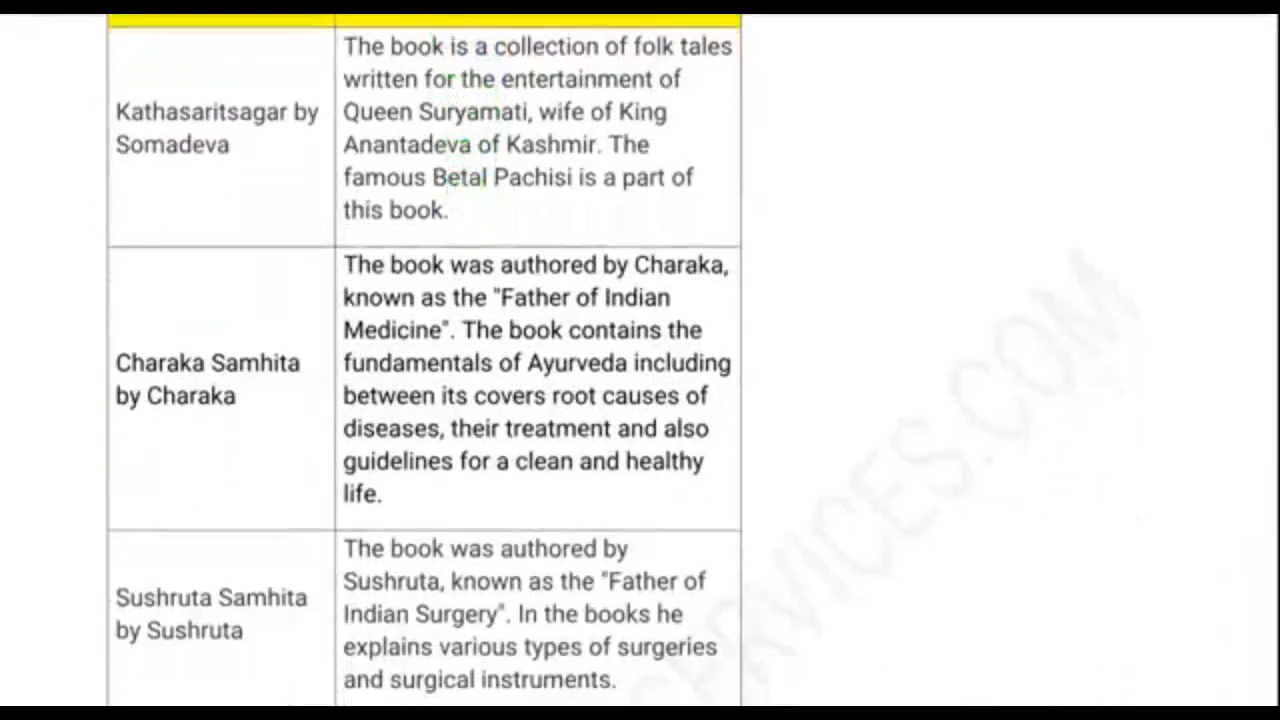 Kathasaritsagar by
Somadeva
The book is a collection of folk tales
written for the entertainment of
Queen Suryamati, wife of King
Anantadeva of Kashmir. The
famous Betal Pachisi is a part of
this book.
Charaka Samhita
by Charaka
The book was authored by Charaka,
known as the "Father of Indian
Medicine". The book contains the
fundamentals of Ayurveda including
between its covers root causes of
diseases, their treatment and also
guidelines for a clean and healthy
life.
Sushruta Samhita
by Sushruta
The book was authored by
Sushruta, known as the "Father of
Indian Surgery". In the books he
explains various types of surgeries
and surgical instruments.
SERVICES.COM